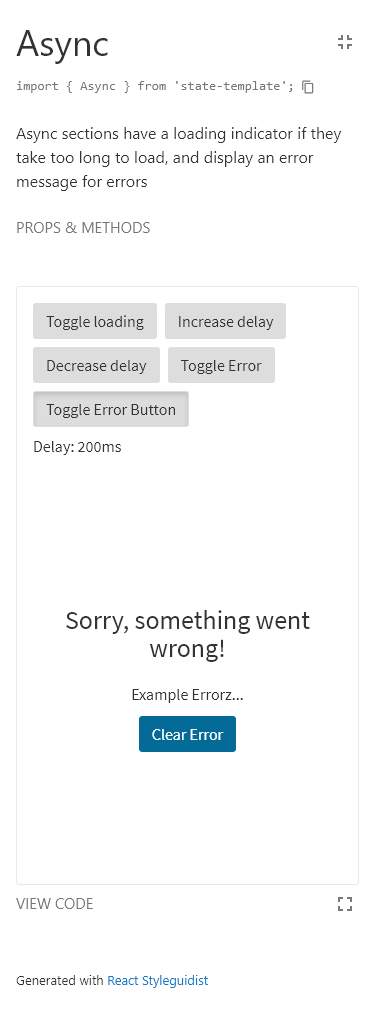 Async
import { Async } from 'state-template';
Async sections have a loading indicator if they
take too long to load, and display an error
message for errors
PROPS & METHODS
Toggle loading Increase delay
Decrease delay Toggle Error
Toggle Error Button
Delay: 200ms
Sorry, something went
wrong!
Example Errorz...
Clear Error
VIEW CODE
Generated with React Styleguidist